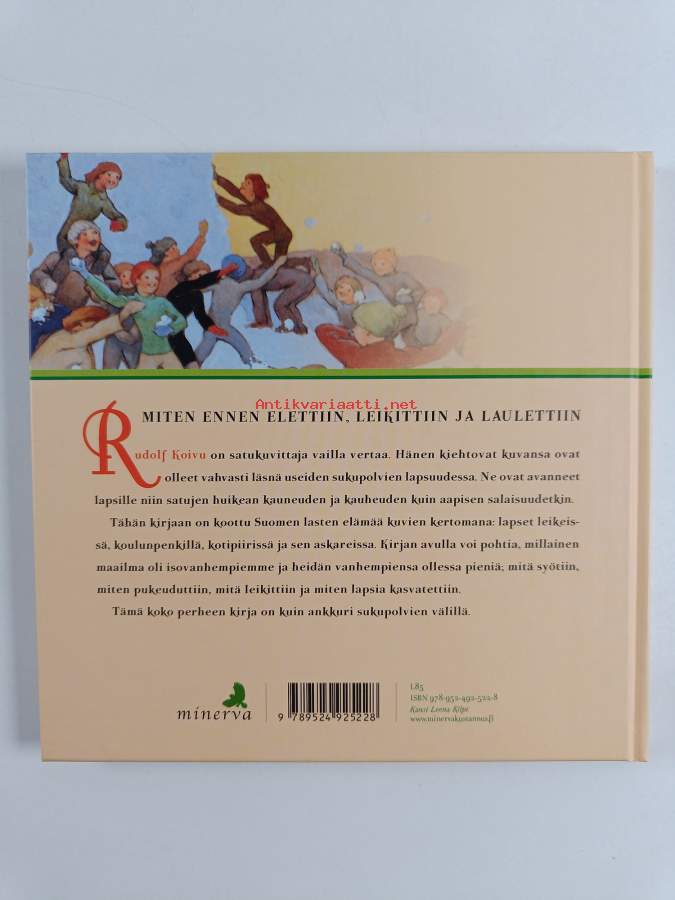 Antikvariaatti.net
MITEN ENNEN ELETTIIN, LEIKITTIIN JA LAULETTIIN
Rudolf Koivu on satukuvittaja vailla vertaa. Hänen kiehtovat kuvansa ovat
olleet vahvasti läsnä useiden sukupolvien lapsuudessa. Ne ovat avanneet
lapsille niin satujen huikean kauneuden ja kauheuden kuin aapisen salaisuudetkin.
Tähän kirjaan on koottu Suomen lasten elämää kuvien kertomana: lapset leikeis-
sä, koulunpenkillä, kotipiirissä ja sen askareissa. Kirjan avulla voi pohtia, millainen
maailma oli isovanhempiemme ja heidän vanhempiensa ollessa pieniä; mitä syötiin,
miten pukeuduttiin, mitä leikittiin ja miten lapsia kasvatettiin.
Tämä koko perheen kirja on kuin ankkuri sukupolvien välillä.
minerva
9 789524 925228
L85
ISBN 978-952-492-522-8
Kansi Leena Kilpi
www.minervakustannus.fi